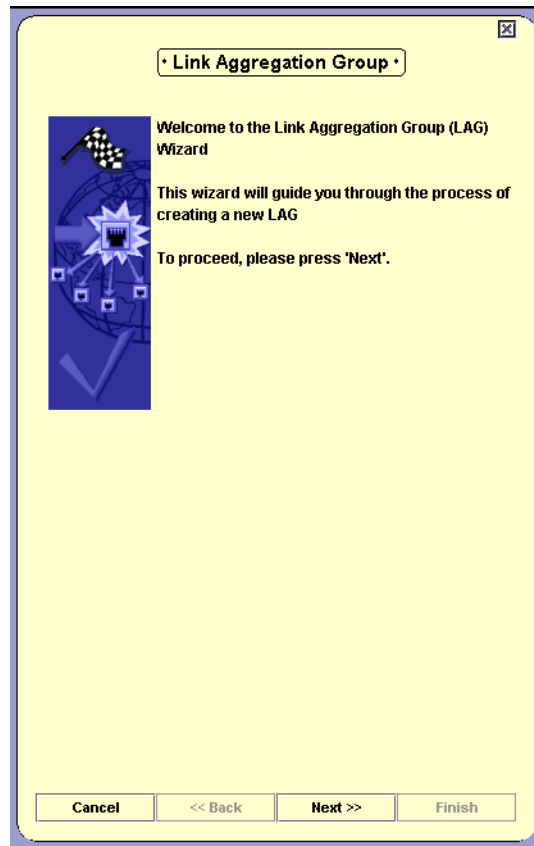 • Link Aggregation Group •
Welcome to the Link Aggregation Group (LAG)
Wizard
This wizard will guide you through the process of
creating a new LAG
To proceed, please press 'Next'.
Cancel
<< Back
Next >>
Finish